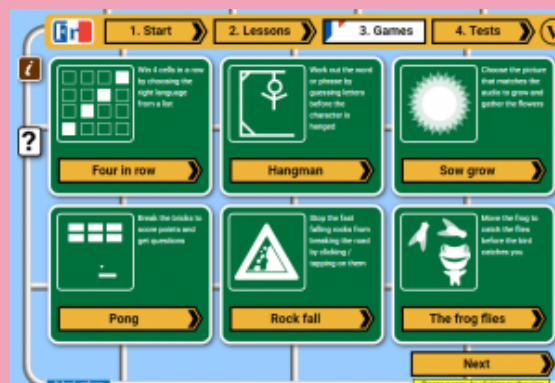 Fr
1. Start
2. Lessons
3. Games
4. Tests
i
Win 4 cells in a row
by choosing the
right language
from a list
Four in row
Work out the word
or phrase by
guessing letters
before the
character is
hanged
Hangman
Choose the picture
that matches the
audio to grow and
gather the flowers
Sow grow
?
Break the bricks to
score points and
get questions
Pong
Stop the fast
falling rocks from
breaking the road
by clicking /
tapping on them
Rock fall
Move the frog to
catch the flies
before the bird
catches you
The frog flies
Next